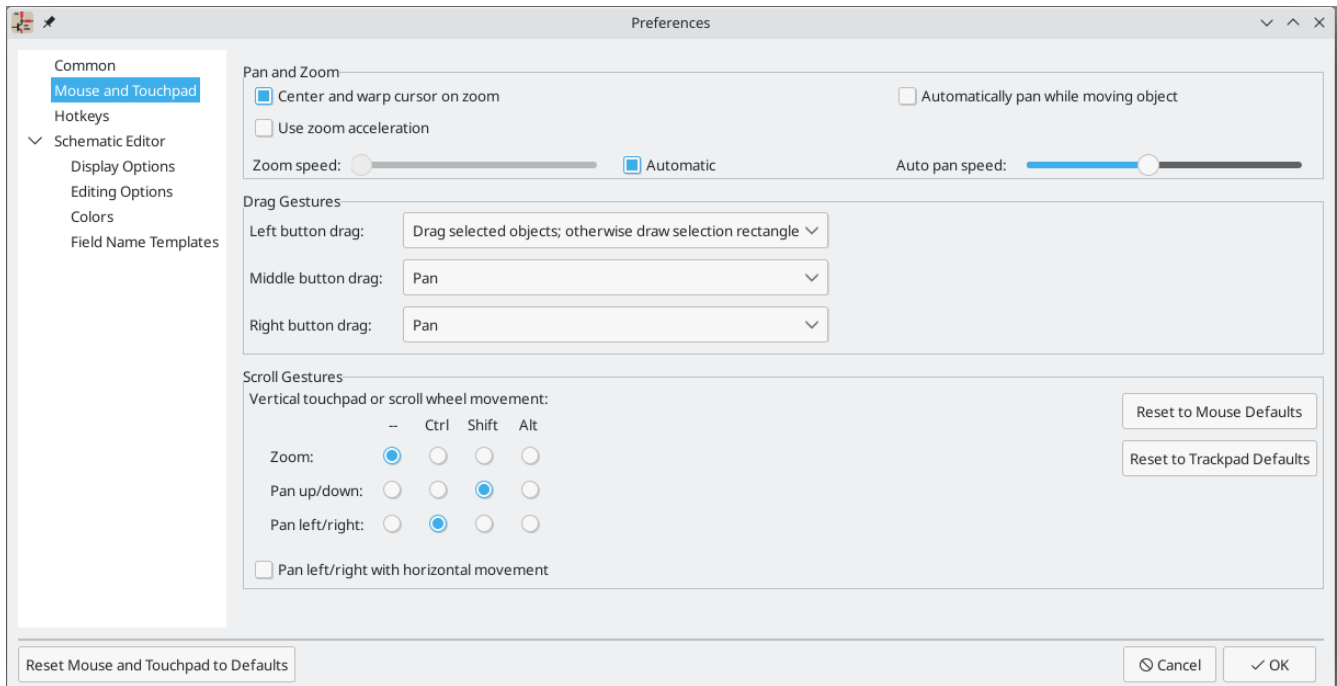 Preferences
Common
Mouse and Touchpad
Hotkeys
Schematic Editor
Display Options
Editing Options
Colors
Field Name Templates
Pan and Zoom
Center and warp cursor on zoom
Automatically pan while moving object
Use zoom acceleration
Zoom speed:
Automatic
Auto pan speed:
Drag Gestures
Left button drag: Drag selected objects; otherwise draw selection rectangle
Middle button drag: Pan
Right button drag: Pan
Scroll Gestures
Vertical touchpad or scroll wheel movement:
-- Ctrl Shift Alt
Zoom:
Pan up/down:
Pan left/right:
Pan left/right with horizontal movement
Reset to Mouse Defaults
Reset to Trackpad Defaults
Reset Mouse and Touchpad to Defaults
Cancel
OK